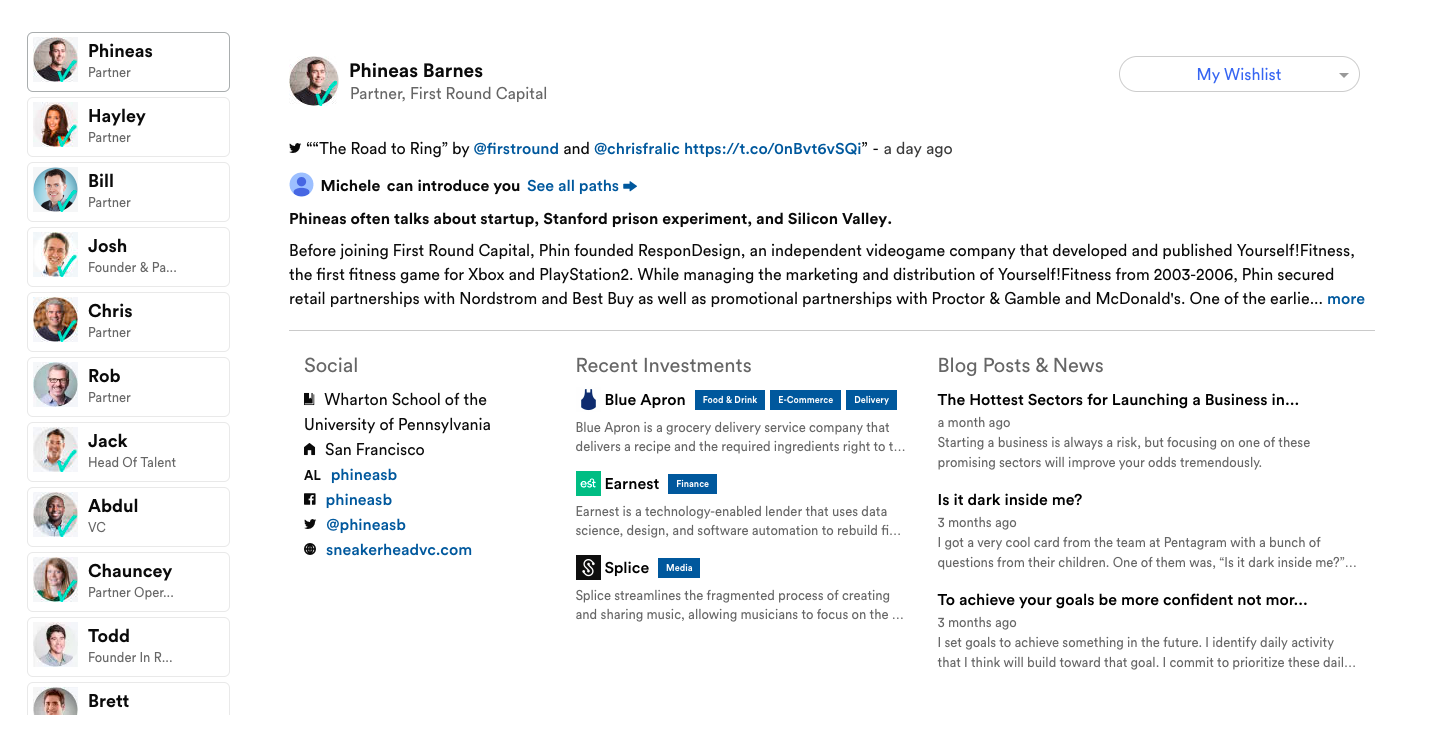 Phineas
Partner
Hayley
Partner
Bill
Partner
Josh
Founder & Pa...
Chris
Partner
Rob
Partner
Jack
Head Of Talent
Abdul
VC
Chauncey
Partner Oper...
Todd
Founder In R...
Brett
Phineas Barnes
Partner, First Round Capital
My Wishlist
““The Road to Ring” by @firstround and @chrisfralic https://t.co/0nBvt6vSQi” - a day ago
Michele can introduce you See all paths
Phineas often talks about startup, Stanford prison experiment, and Silicon Valley.
Before joining First Round Capital, Phin founded ResponDesign, an independent videogame company that developed and published Yourself!Fitness,
the first fitness game for Xbox and PlayStation2. While managing the marketing and distribution of Yourself!Fitness from 2003-2006, Phin secured
retail partnerships with Nordstrom and Best Buy as well as promotional partnerships with Proctor & Gamble and McDonald's. One of the earlie... more
Social
Wharton School of the
University of Pennsylvania
San Francisco
AL phineasb
phineasb
@phineasb
sneakerheadvc.com
Recent Investments
Blue Apron Food & Drink E-Commerce Delivery
Blue Apron is a grocery delivery service company that
delivers a recipe and the required ingredients right to t...
est Earnest Finance
Earnest is a technology-enabled lender that uses data
science, design, and software automation to rebuild fi...
Splice Media
Splice streamlines the fragmented process of creating
and sharing music, allowing musicians to focus on the ...
Blog Posts & News
The Hottest Sectors for Launching a Business in...
a month ago
Starting a business is always a risk, but focusing on one of these
promising sectors will improve your odds tremendously.
Is it dark inside me?
3 months ago
I got a very cool card from the team at Pentagram with a bunch of
questions from their children. One of them was, “Is it dark inside me?”...
To achieve your goals be more confident not mor...
3 months ago
I set goals to achieve something in the future. I identify daily activity
that I think will build toward that goal. I commit to prioritize these dail...